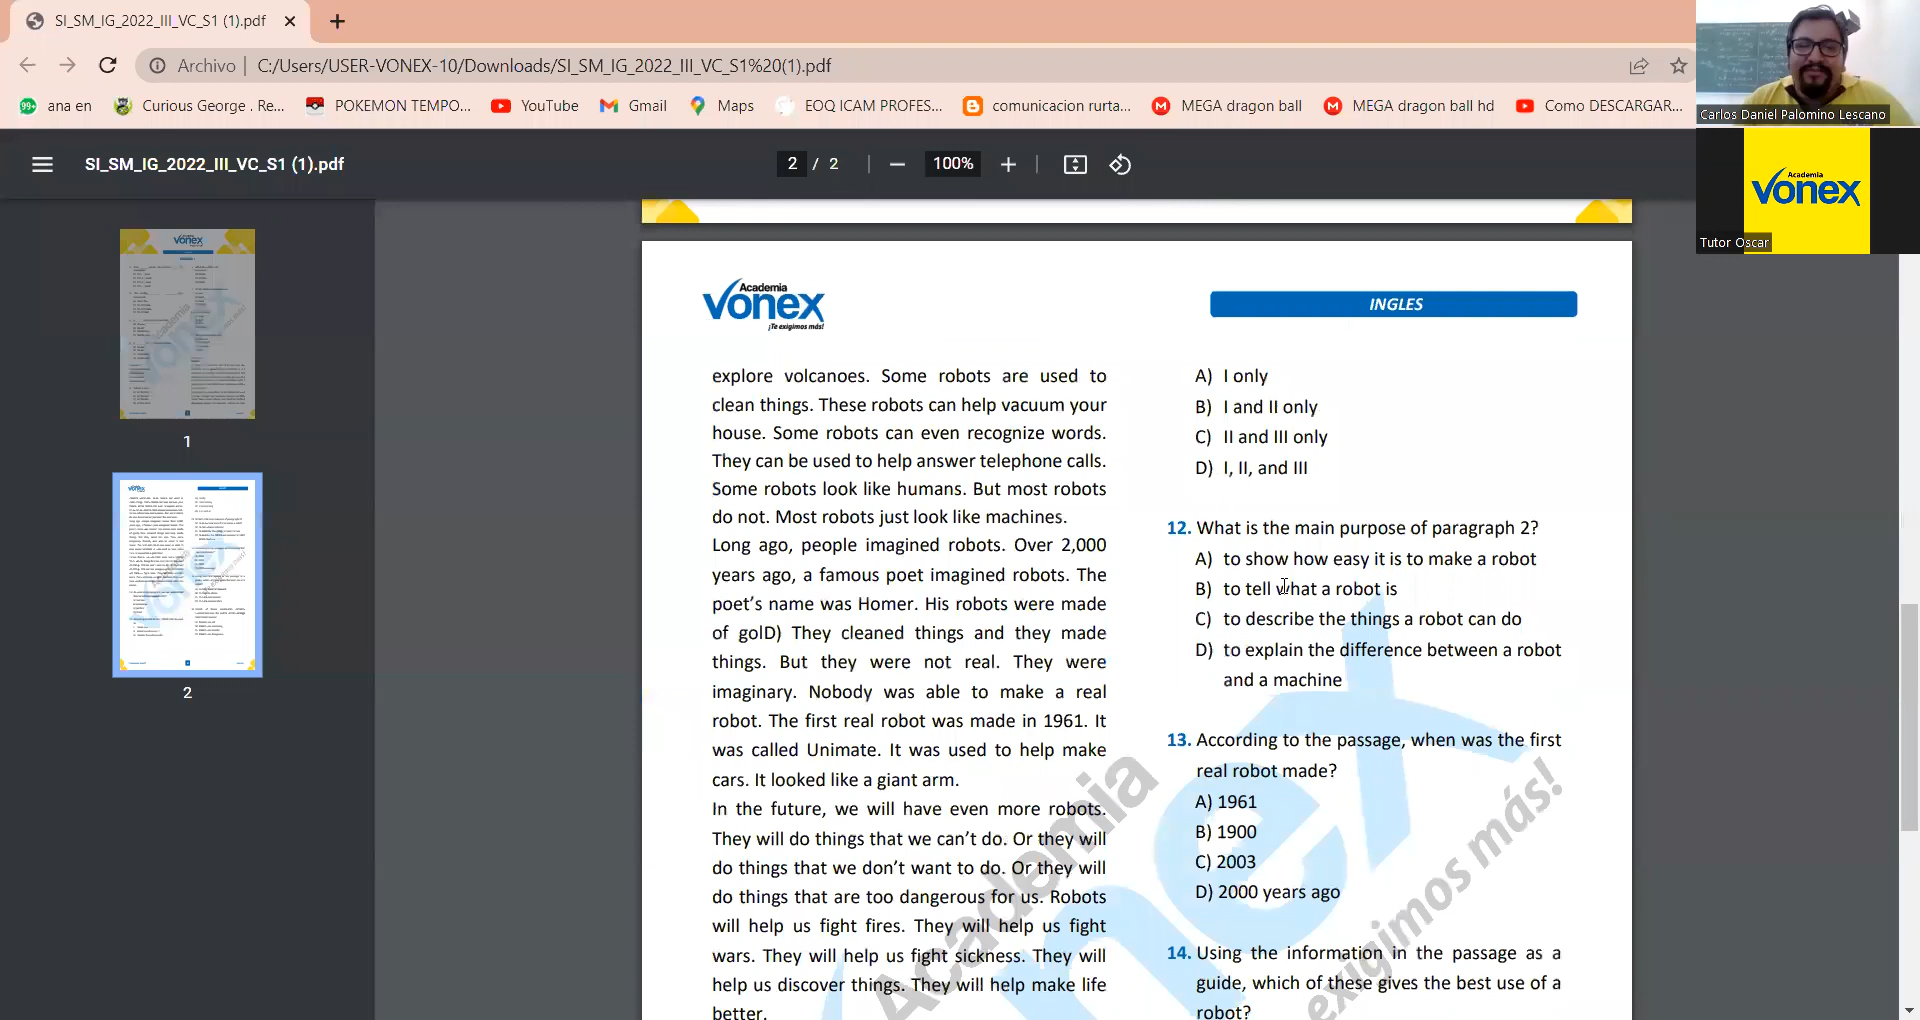 SI_SM_IG_2022_III_VC_S1 (1).pdf
Archivo
C:/Users/USER-VONEX-10/Downloads/SI_SM_IG_2022_III_VC_S1%20(1).pdf
99+
ana en
Curious George . Re...
POKEMON TEMPO...
YouTube
Gmail
Maps
EOQ ICAM PROFES...
comunicacion rurta...
MEGA dragon ball
MEGA dragon ball hd
Como DESCARGAR...
Carlos Daniel Palomino Lescano
Academia
vonex
Tutor Oscar
SI_SM_IG_2022_III_VC_S1 (1).pdf
2 / 2
100%
1
2
Academia
vonex
¡Te exigimos más!
INGLES
explore volcanoes. Some robots are used to
clean things. These robots can help vacuum your
house. Some robots can even recognize words.
They can be used to help answer telephone calls.
Some robots look like humans. But most robots
do not. Most robots just look like machines.
Long ago, people imagined robots. Over 2,000
years ago, a famous poet imagined robots. The
poet's name was Homer. His robots were made
of golD) They cleaned things and they made
things. But they were not real. They were
imaginary. Nobody was able to make a real
robot. The first real robot was made in 1961. It
was called Unimate. It was used to help make
cars. It looked like a giant arm.
In the future, we will have even more robots.
They will do things that we can't do. Or they will
do things that we don't want to do. Or they will
do things that are too dangerous for us. Robots
will help us fight fires. They will help us fight
wars. They will help us fight sickness. They will
help us discover things. They will help make life
better.
A) I only
B) I and II only
C) II and III only
D) I, II, and III
12. What is the main purpose of paragraph 2?
A) to show how easy it is to make a robot
B) to tell what a robot is
C) to describe the things a robot can do
D) to explain the difference between a robot
and a machine
13. According to the passage, when was the first
real robot made?
A) 1961
B) 1900
C) 2003
D) 2000 years ago
14. Using the information in the passage as a
guide, which of these gives the best use of a
robot?
Academia
nex
exigimos más!